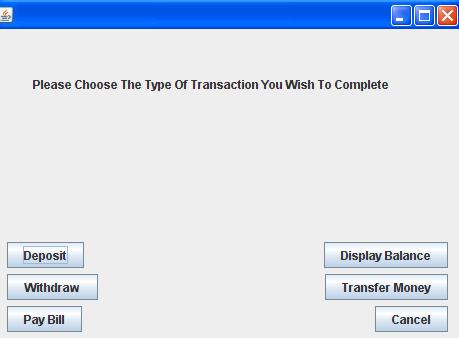 Please Choose The Type Of Transaction You Wish To Complete
Deposit
Display Balance
Withdraw
Transfer Money
Pay Bill
Cancel